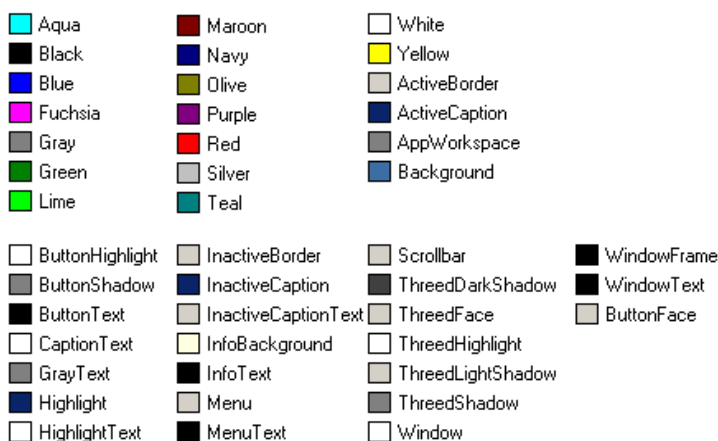 Aqua Maroon White
Black Navy Yellow
Blue Olive ActiveBorder
Fuchsia Purple ActiveCaption
Gray Red AppWorkspace
Green Silver Background
Lime Teal
ButtonHighlight InactiveBorder Scrollbar WindowFrame
ButtonShadow InactiveCaption ThreedDarkShadow WindowText
ButtonText InactiveCaptionText ThreedFace ButtonFace
CaptionText InfoBackground ThreedHighlight
GrayText InfoText ThreedLightShadow
Highlight Menu ThreedShadow
HighlightText MenuText Window